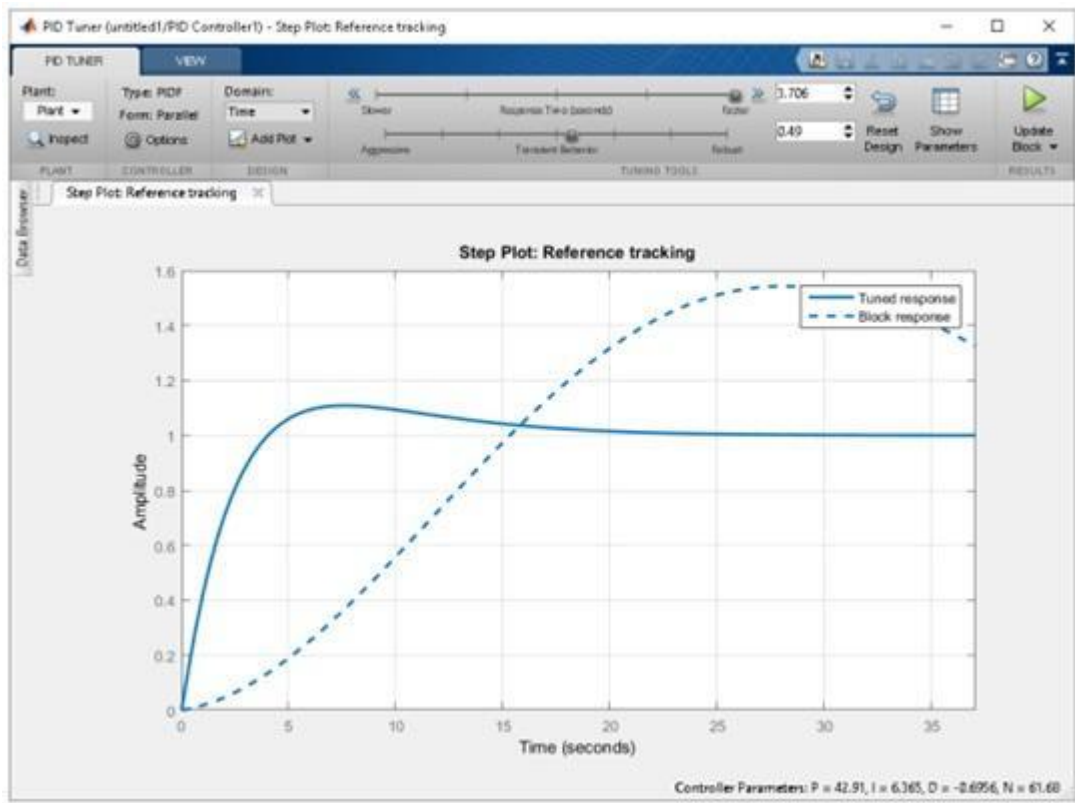 PID Tuner (untitled1/PID Controller1) - Step Plot: Reference tracking
PID TUNER VIEW
Plant: Type: PIDF Domain: 3.706
Plant Form: Parallel Time Slower Response Time (seconds) Faster
Inspect Options Add Plot 0.49 Reset Design Show Parameters Update Block
Aggressive Transient Behavior Robust
PLANT CONTROLLER DESIGN TUNING TOOLS RESULTS
Data Browser
Step Plot: Reference tracking
Step Plot: Reference tracking
Tuned response
Block response
Amplitude
1.6
1.4
1.2
1
0.8
0.6
0.4
0.2
0
0 5 10 15 20 25 30 35
Time (seconds)
Controller Parameters: P = 42.91, I = 6.365, D = -0.6956, N = 61.68